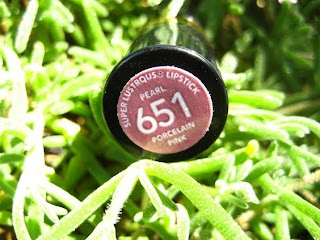 SUPER LUSTROUS® LIPSTICK
PEARL
651
PORCELAIN
PINK